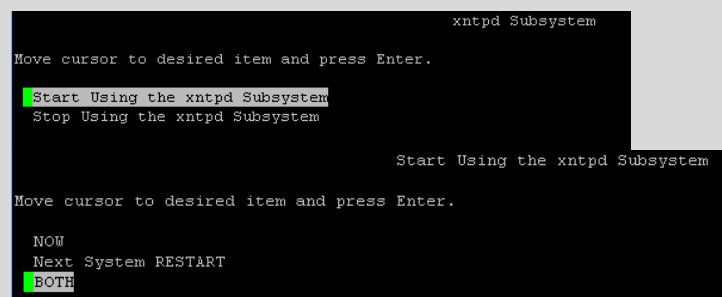 xntpd Subsystem
Move cursor to desired item and press Enter.
Start Using the xntpd Subsystem
Stop Using the xntpd Subsystem
Start Using the xntpd Subsystem
Move cursor to desired item and press Enter.
NOW
Next System RESTART
BOTH